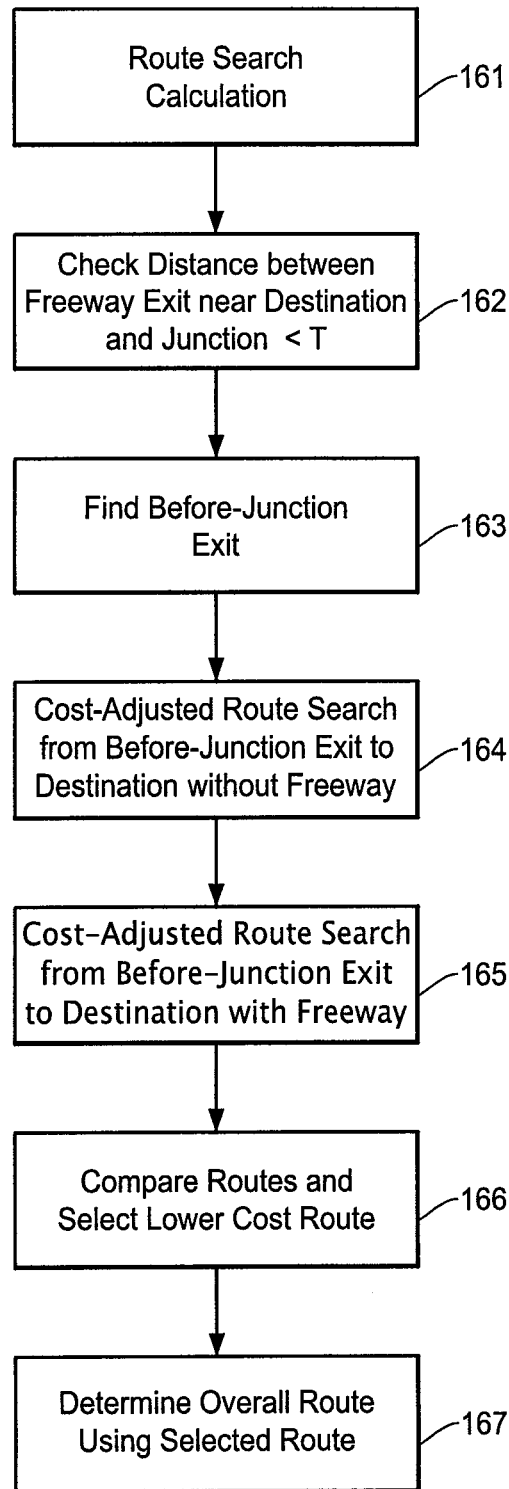 Route Search
Calculation
161
Check Distance between
Freeway Exit near Destination
and Junction < T
162
Find Before-Junction
Exit
163
Cost-Adjusted Route Search
from Before-Junction Exit to
Destination without Freeway
164
Cost-Adjusted Route Search
from Before-Junction Exit
to Destination with Freeway
165
Compare Routes and
Select Lower Cost Route
166
Determine Overall Route
Using Selected Route
167